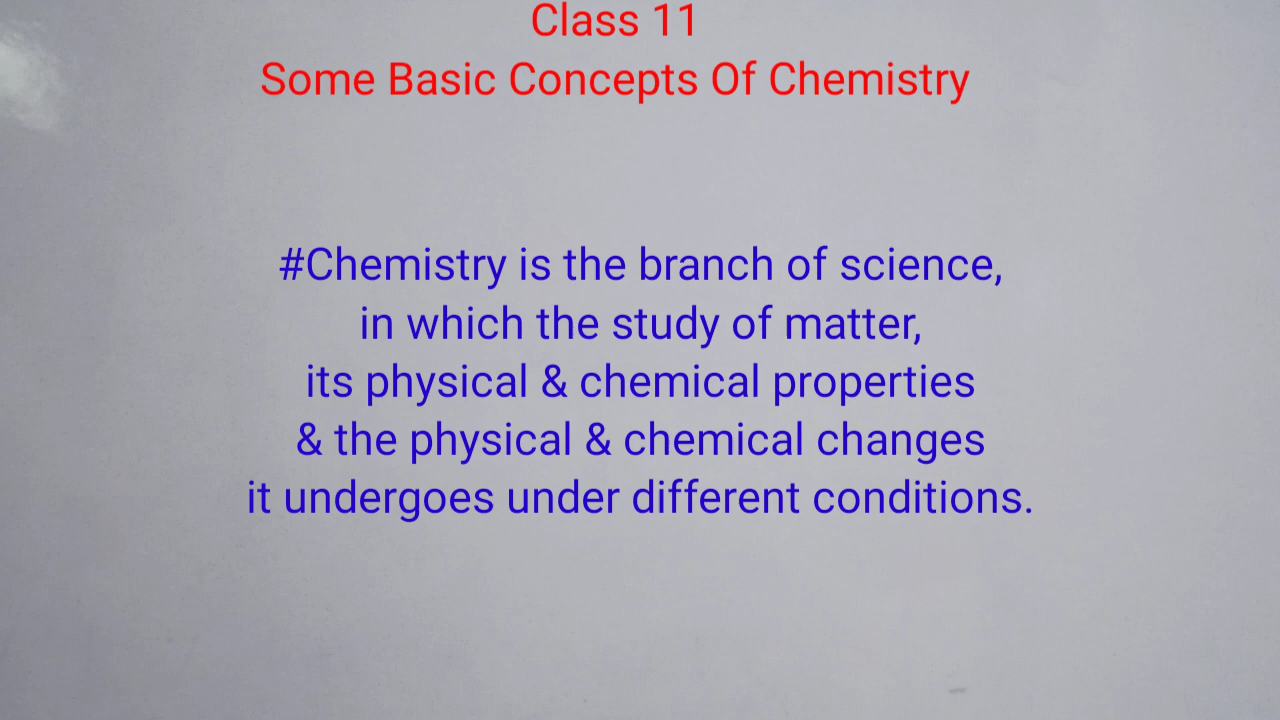 Class 11
Some Basic Concepts Of Chemistry
#Chemistry is the branch of science,
in which the study of matter,
its physical & chemical properties
& the physical & chemical changes
it undergoes under different conditions.